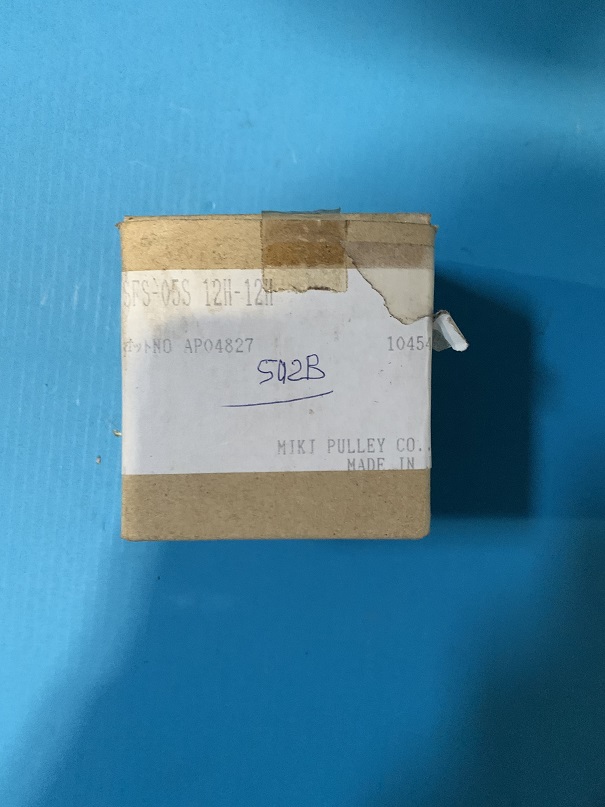 SFS-05S 12H-12H
ロットNO AP04827 10454
502B
MIKI PULLEY CO.,
MADE IN